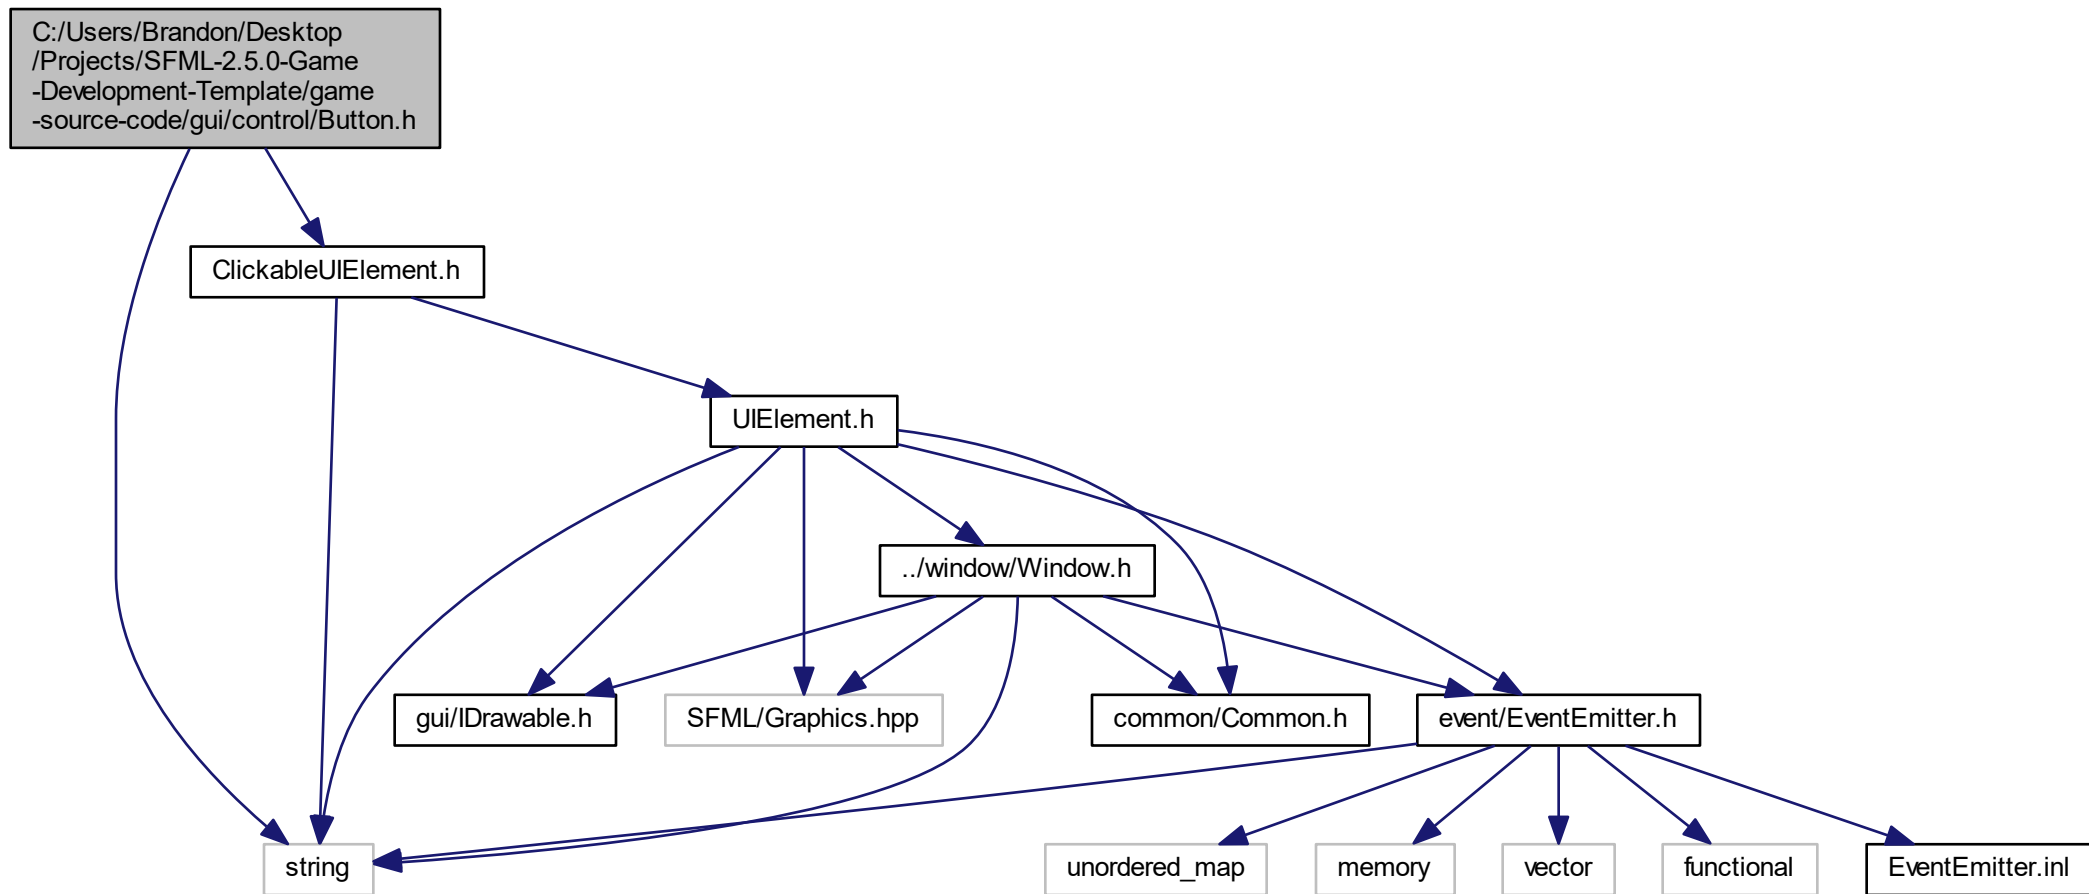 C:/Users/Brandon/Desktop
/Projects/SFML-2.5.0-Game
-Development-Template/game
-source-code/gui/control/Button.h
ClickableUIElement.h
UIElement.h
../window/Window.h
gui/IDrawable.h
SFML/Graphics.hpp
common/Common.h
event/EventEmitter.h
string
unordered_map
memory
vector
functional
EventEmitter.inl